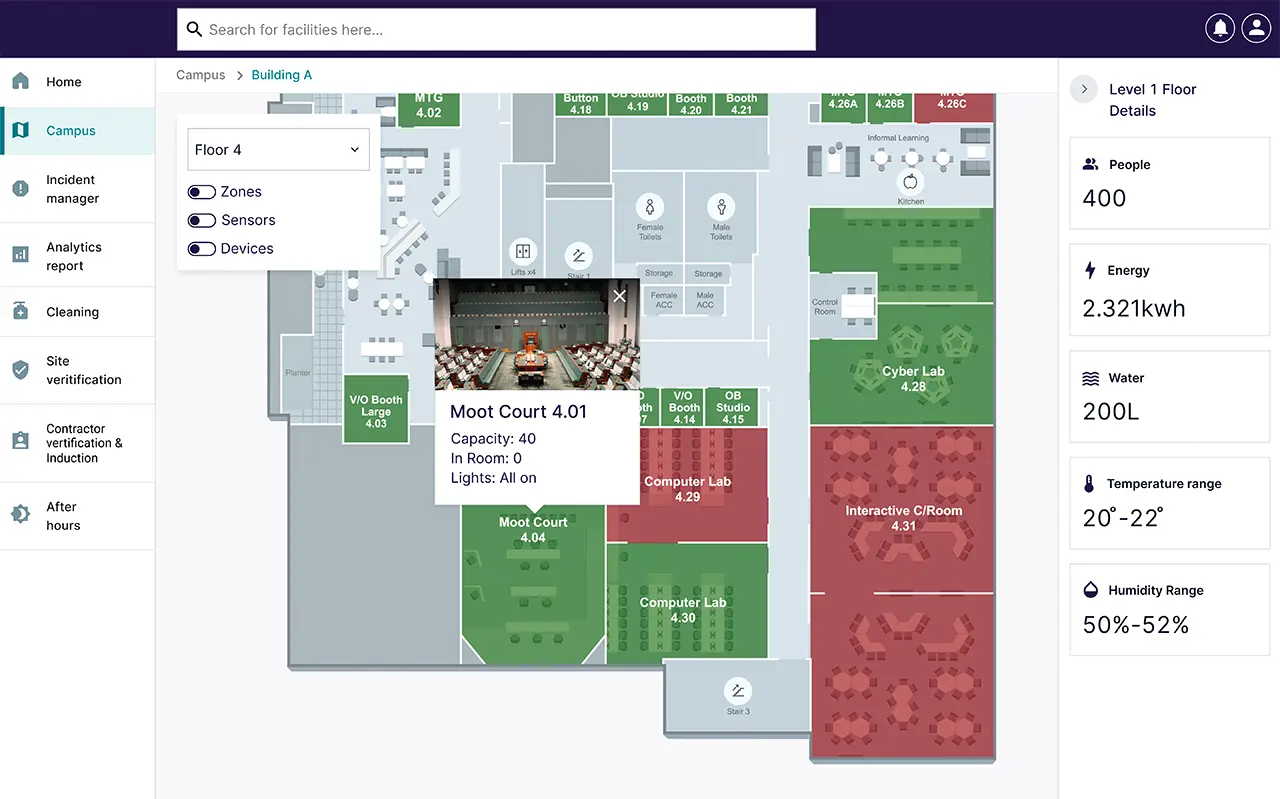 Search for facilities here...
Home
Campus
Incident
manager
Analytics
report
Cleaning
Site
veritification
Contractor
vertification &
Induction
After
hours
Campus > Building A
Floor 4
Zones
Sensors
Devices
MTG
4.02
Button
4.18
OB Studio
4.19
Booth
4.20
Booth
4.21
MTG
4.26A
MTG
4.26B
MTG
4.26C
Informal Learning
Kitchen
Female
Toilets
Male
Toilets
Lifts x4
Stair 1
Storage
Storage
Female
ACC
Male
ACC
Control
Room
Planter
V/O Booth
Large
4.03
Cyber Lab
4.28
V/O
Booth
4.14
OB
Studio
4.15
Moot Court 4.01
Capacity: 40
In Room: 0
Lights: All on
Computer Lab
4.29
Interactive C/Room
4.31
Moot Court
4.04
Computer Lab
4.30
Stair 3
Level 1 Floor
Details
People
400
Energy
2.321kwh
Water
200L
Temperature range
20°-22°
Humidity Range
50%-52%